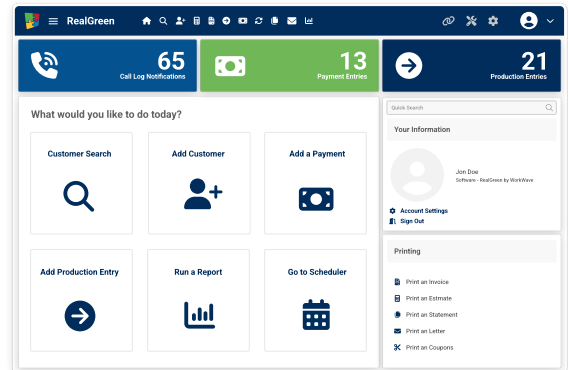 RealGreen
65
Call Log Notifications
13
Payment Entries
21
Production Entries
What would you like to do today?
Customer Search
Add Customer
Add a Payment
Add Production Entry
Run a Report
Go to Scheduler
Quick Search
Your Information
Jon Doe
Software - RealGreen by WorkWave
Account Settings
Sign Out
Printing
Print an Invoice
Print an Estmate
Print an Statement
Print an Letter
Print an Coupons